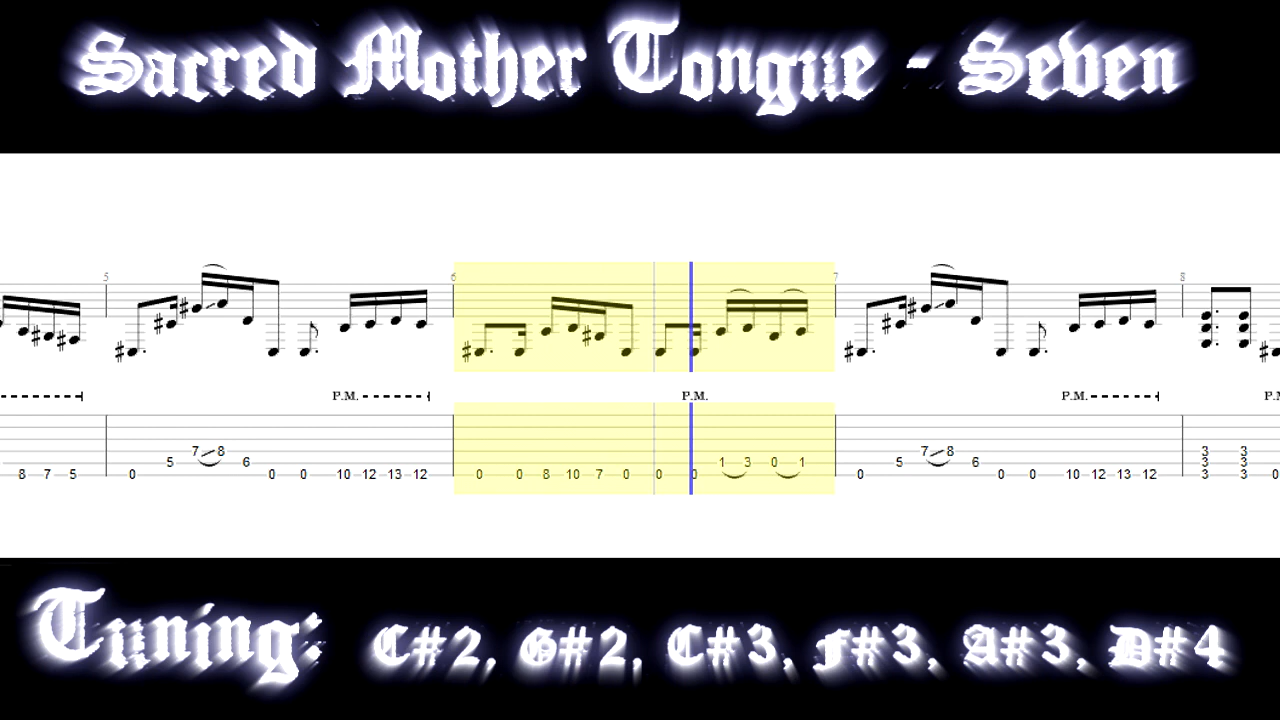 Sacred Mother Tongue - Seven
5 6 7 8
P.M. P.M. P.M. P.M.
7 8 7 8 3 3
5 6 1 3 0 1 5 6 3 3
8 7 5 0 0 0 10 12 13 12 0 0 8 10 7 0 0 0 0 0 0 10 12 13 12 3 3 0
Tuning: C#2, G#2, C#3, F#3, A#3, D#4